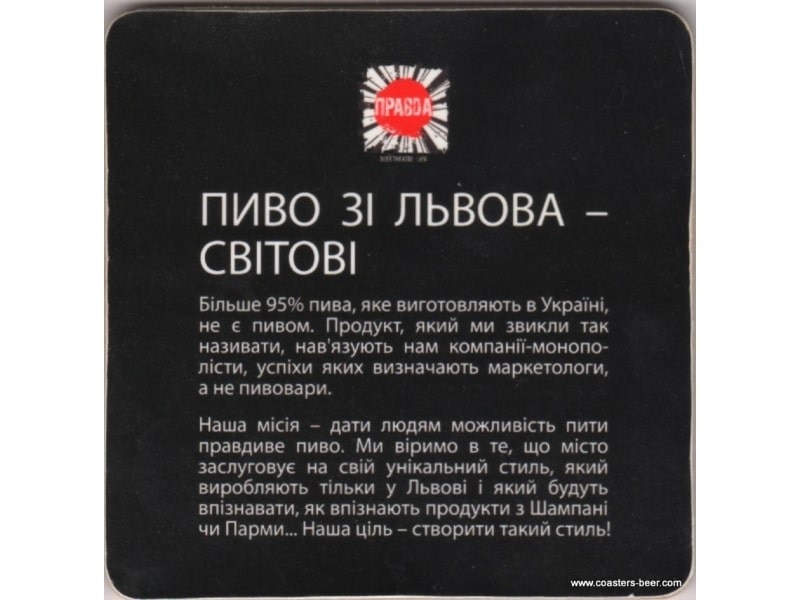 ПРАВДА
ПИВО ЗІ ЛЬВОВА –
СВІТОВІ
Більше 95% пива, яке виготовляють в Україні,
не є пивом. Продукт, який ми звикли так
називати, нав'язують нам компанії-монопо-
лісти, успіхи яких визначають маркетологи,
а не пивовари.
Наша місія – дати людям можливість пити
правдиве пиво. Ми віримо в те, що місто
заслуговує на свій унікальний стиль, який
виробляють тільки у Львові і який будуть
впізнавати, як впізнають продукти з Шампані
чи Парми... Наша ціль – створити такий стиль!
www.coasters-beer.com